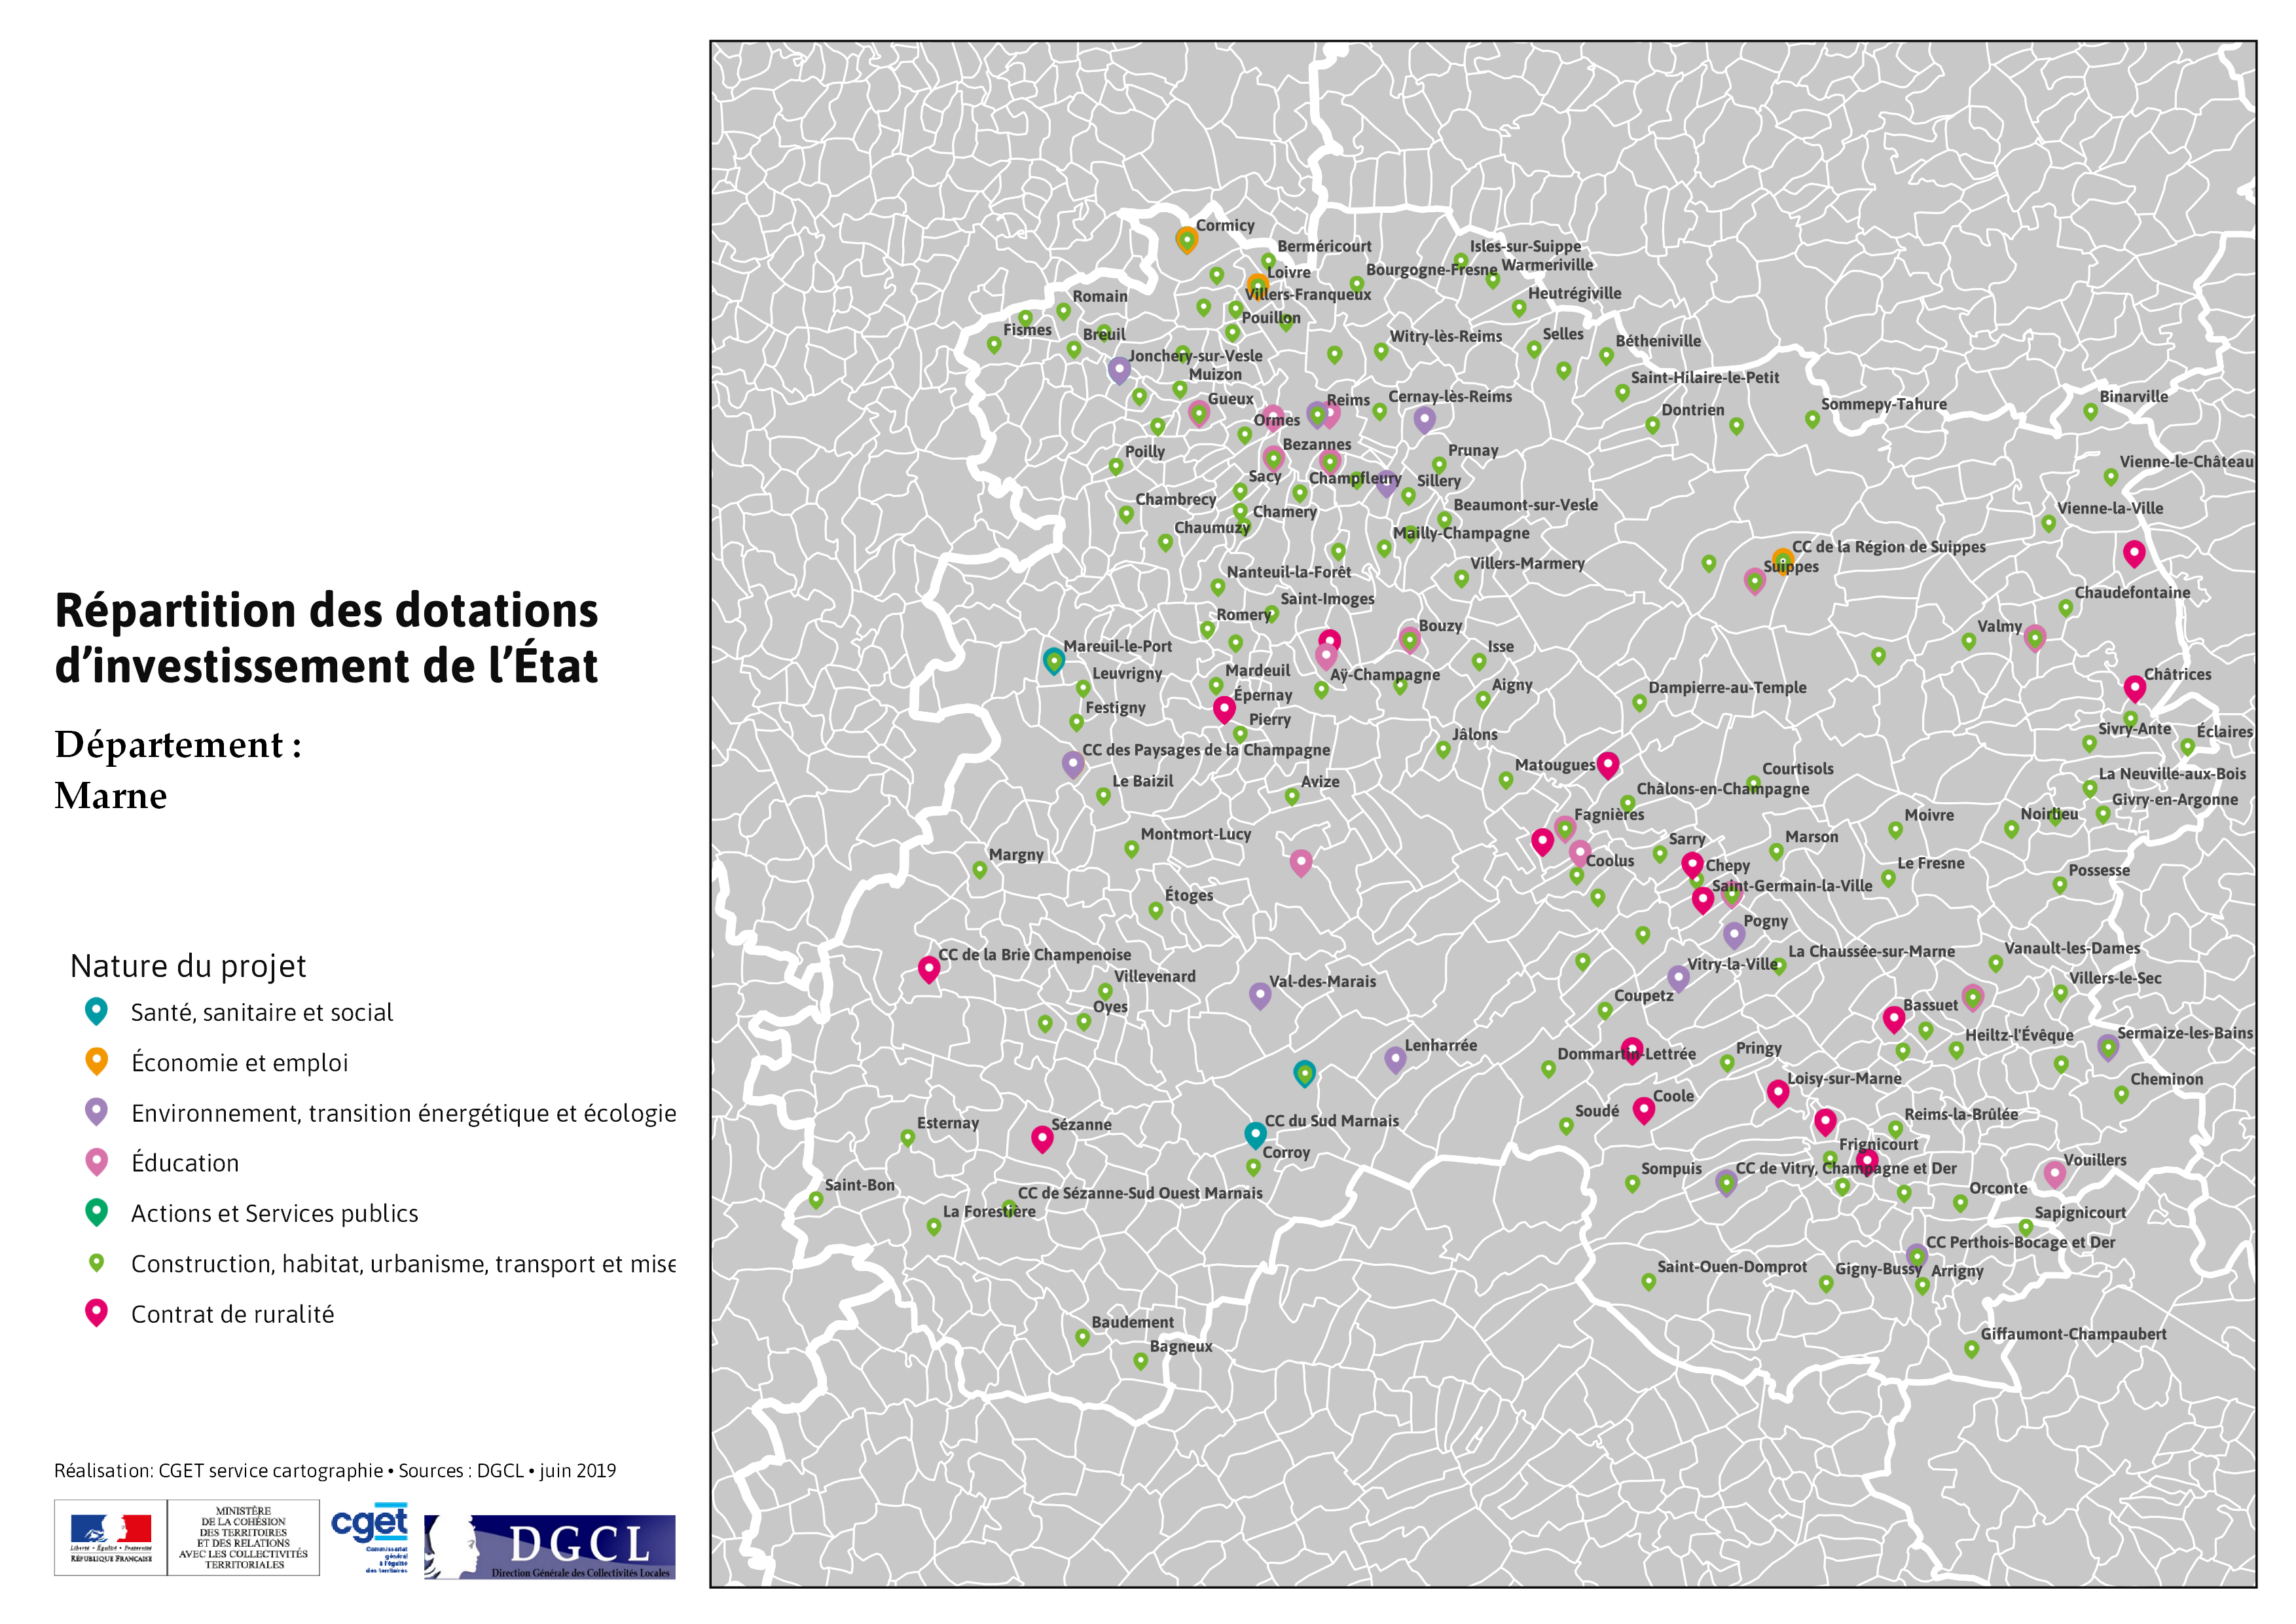 Répartition des dotations
d’investissement de l’État
Département :
Marne
Nature du projet
Santé, sanitaire et social
Économie et emploi
Environnement, transition énergétique et écologie
Éducation
Actions et Services publics
Construction, habitat, urbanisme, transport et mise
Contrat de ruralité
Réalisation: CGET service cartographie • Sources : DGCL • juin 2019
Liberté • Égalité • Fraternité
RÉPUBLIQUE FRANÇAISE
MINISTÈRE
DE LA COHÉSION
DES TERRITOIRES
ET DES RELATIONS
AVEC LES COLLECTIVITÉS
TERRITORIALES
cget
Commissariat
général
à l'égalité
des territoires
DGCL
Direction Générale des Collectivités Locales
Cormicy
Berméricourt
Isles-sur-Suippe
Loivre
Bourgogne-Fresne
Warmeriville
Romain
Villers-Franqueux
Heutrégiville
Fismes
Pouillon
Breuil
Witry-lès-Reims
Selles
Bétheniville
Jonchery-sur-Vesle
Muizon
Saint-Hilaire-le-Petit
Gueux
Reims
Cernay-lès-Reims
Dontrien
Sommepy-Tahure
Binarville
Ormes
Bezannes
Poilly
Prunay
Vienne-le-Château
Sacy
Champfleury
Sillery
Chambrecy
Chamery
Beaumont-sur-Vesle
Vienne-la-Ville
Chaumuzy
Mailly-Champagne
CC de la Région de Suippes
Villers-Marmery
Suippes
Nanteuil-la-Forêt
Chaudefontaine
Saint-Imoges
Romery
Bouzy
Valmy
Mareuil-le-Port
Isse
Leuvrigny
Mardeuil
Aÿ-Champagne
Châtrices
Épernay
Aigny
Dampierre-au-Temple
Festigny
Pierry
Sivry-Ante
Éclaires
CC des Paysages de la Champagne
Jâlons
Matougues
Courtisols
La Neuville-aux-Bois
Le Baizil
Avize
Châlons-en-Champagne
Givry-en-Argonne
Fagnières
Moivre
Noirlieu
Montmort-Lucy
Sarry
Marson
Margny
Coolus
Chepy
Le Fresne
Possesse
Étoges
Saint-Germain-la-Ville
Pogny
CC de la Brie Champenoise
La Chaussée-sur-Marne
Vanault-les-Dames
Villevenard
Val-des-Marais
Vitry-la-Ville
Villers-le-Sec
Oyes
Coupetz
Bassuet
Heiltz-l'Évêque
Sermaize-les-Bains
Lenharrée
Dommartin-Lettrée
Pringy
Loisy-sur-Marne
Cheminon
Coole
Esternay
Sézanne
CC du Sud Marnais
Soudé
Reims-la-Brûlée
Corroy
Frignicourt
Sompuis
CC de Vitry, Champagne et Der
Vouillers
Saint-Bon
CC de Sézanne-Sud Ouest Marnais
Orconte
La Forestière
Sapignicourt
CC Perthois-Bocage et Der
Saint-Ouen-Domprot
Gigny-Bussy
Arrigny
Baudement
Giffaumont-Champaubert
Bagneux